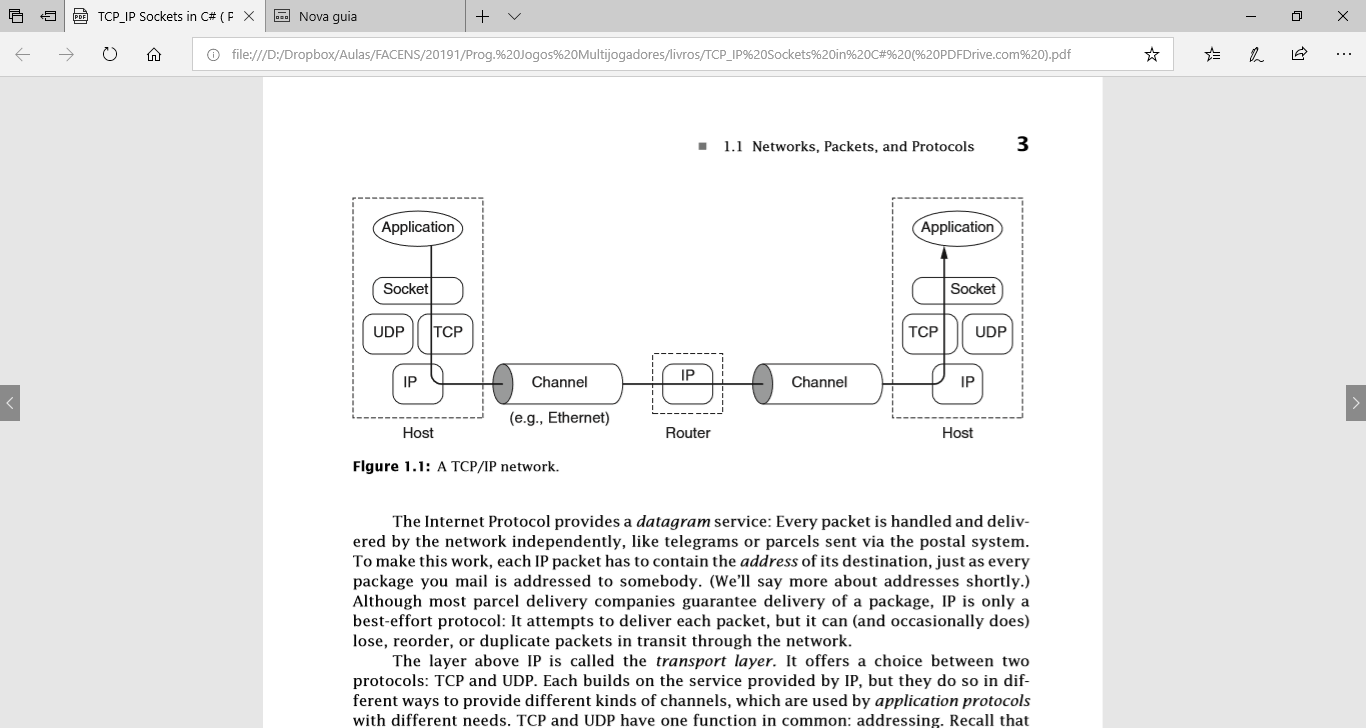 TCP_IP Sockets in C# ( P
Nova guia
file:///D:/Dropbox/Aulas/FACENS/20191/Prog.%20Jogos%20Multijogadores/livros/TCP_IP%20Sockets%20in%20C#%20(%20PDFDrive.com%20).pdf
1.1 Networks, Packets, and Protocols 3
Application Application
Socket Socket
UDP TCP TCP UDP
IP Channel IP Channel IP
(e.g., Ethernet)
Host Router Host
Figure 1.1: A TCP/IP network.
The Internet Protocol provides a datagram service: Every packet is handled and deliv-
ered by the network independently, like telegrams or parcels sent via the postal system.
To make this work, each IP packet has to contain the address of its destination, just as every
package you mail is addressed to somebody. (We'll say more about addresses shortly.)
Although most parcel delivery companies guarantee delivery of a package, IP is only a
best-effort protocol: It attempts to deliver each packet, but it can (and occasionally does)
lose, reorder, or duplicate packets in transit through the network.
The layer above IP is called the transport layer. It offers a choice between two
protocols: TCP and UDP. Each builds on the service provided by IP, but they do so in dif-
ferent ways to provide different kinds of channels, which are used by application protocols
with different needs. TCP and UDP have one function in common: addressing. Recall that